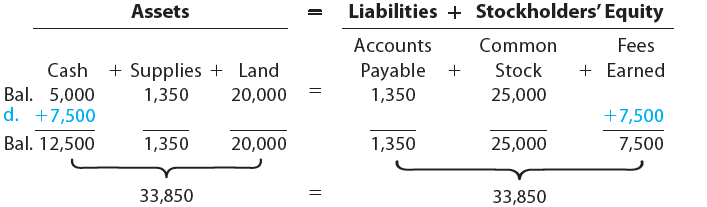 Assets = Liabilities + Stockholders' Equity
Accounts Common Fees
Cash + Supplies + Land Payable + Stock + Earned
Bal. 5,000 1,350 20,000 = 1,350 25,000
d. +7,500 +7,500
Bal. 12,500 1,350 20,000 1,350 25,000 7,500
33,850 = 33,850